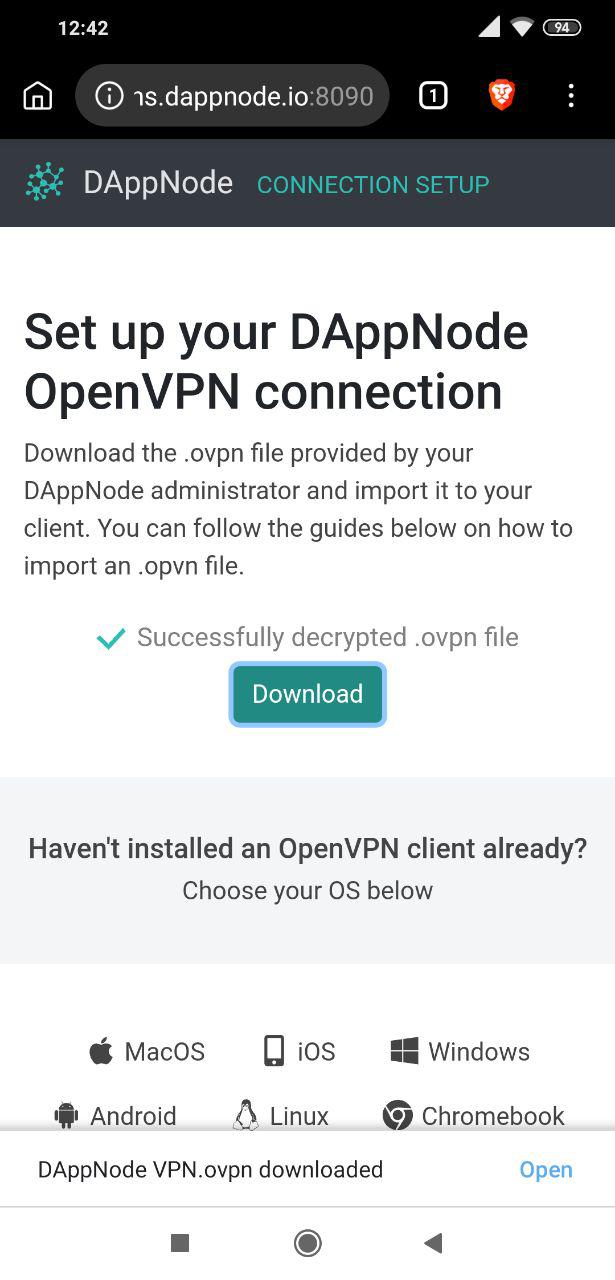 12:42
94
ns.dappnode.io:8090
1
DAppNode CONNECTION SETUP
Set up your DAppNode
OpenVPN connection
Download the .ovpn file provided by your
DAppNode administrator and import it to your
client. You can follow the guides below on how to
import an .opvn file.
Successfully decrypted .ovpn file
Download
Haven't installed an OpenVPN client already?
Choose your OS below
MacOS iOS Windows
Android Linux Chromebook
DAppNode VPN.ovpn downloaded Open